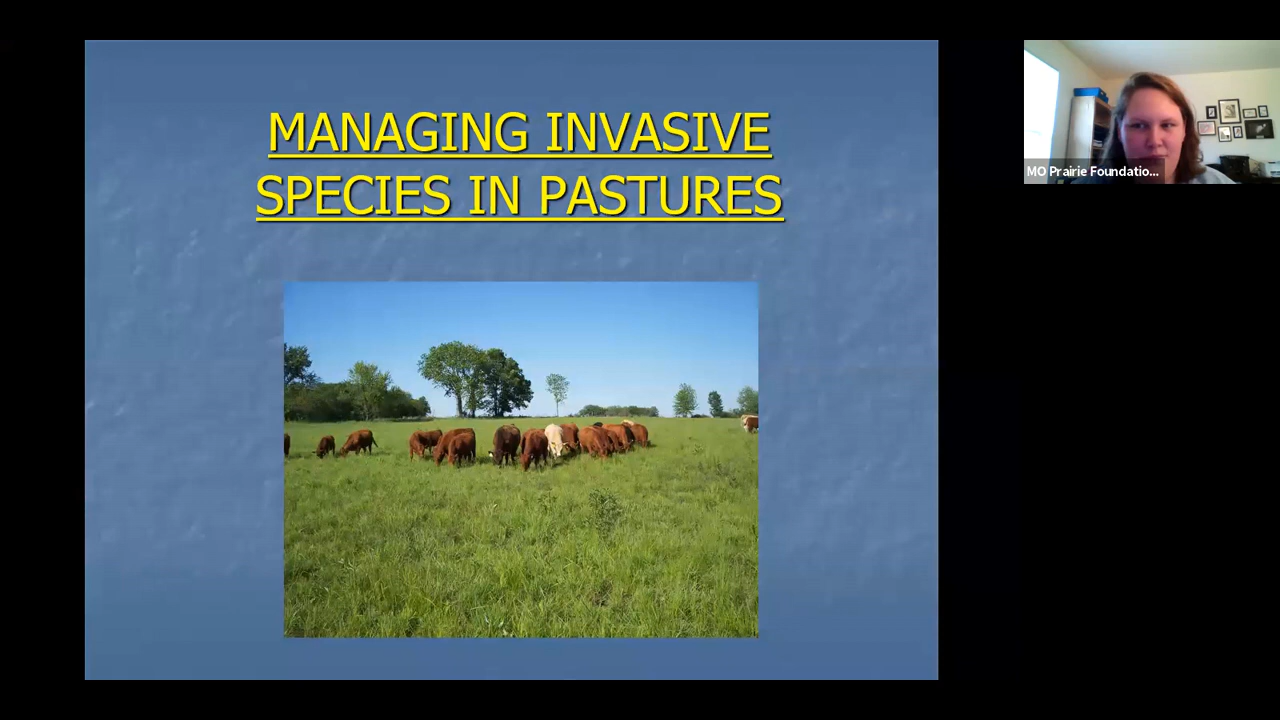 MANAGING INVASIVE
SPECIES IN PASTURES
MO Prairie Foundatio...